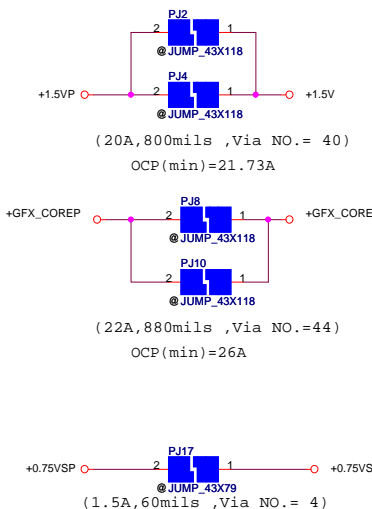 PJ2
2 1
@ JUMP_43X118
PJ4
+1.5VP 2 1 +1.5V
@ JUMP_43X118
(20A,800mils ,Via NO.= 40)
OCP(min)=21.73A
PJ8
+GFX_COREP 2 1 +GFX_CORE
@ JUMP_43X118
PJ10
2 1
@ JUMP_43X118
(22A,880mils ,Via NO.=44)
OCP(min)=26A
PJ17
+0.75VSP 2 1 +0.75VS
@ JUMP_43X79
(1.5A,60mils ,Via NO.= 4)